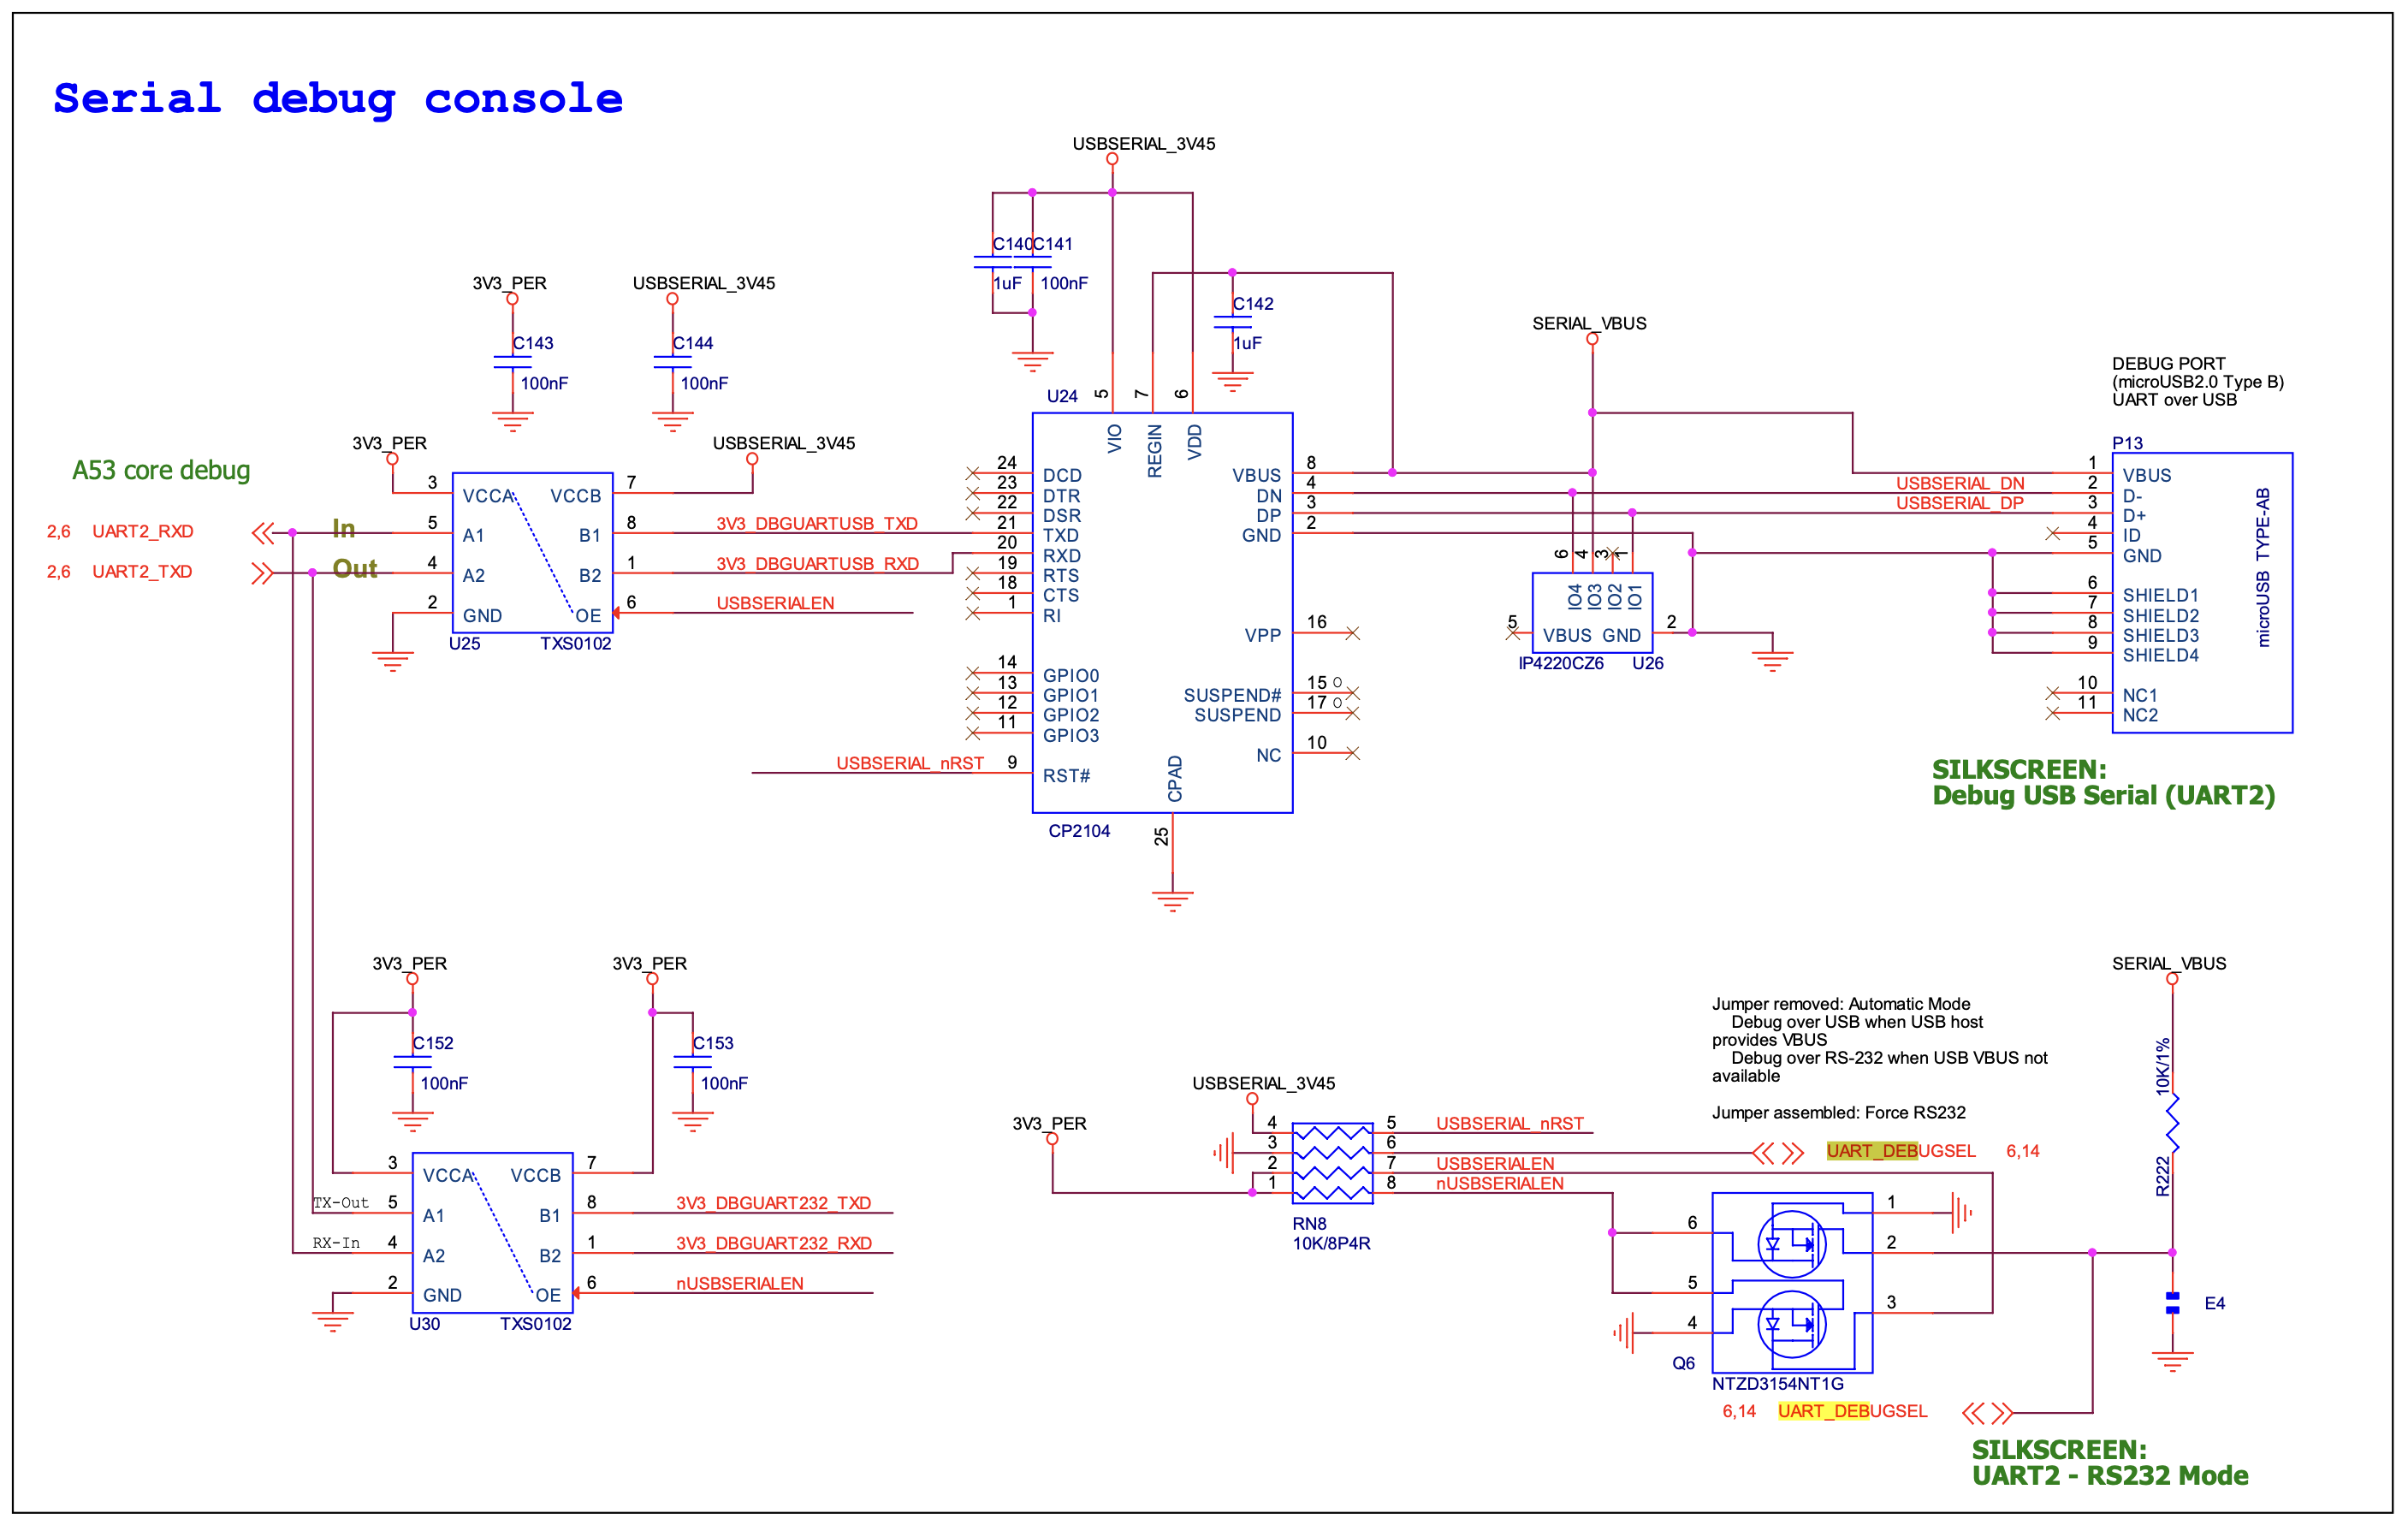 Serial debug console
USBSERIAL_3V45
C140
C141
1uF
100nF
3V3_PER
USBSERIAL_3V45
C142
1uF
C143
100nF
C144
100nF
SERIAL_VBUS
DEBUG PORT
(microUSB2.0 Type B)
UART over USB
A53 core debug
3V3_PER
USBSERIAL_3V45
U24
5
7
6
VIO
REGIN
VDD
P13
2,6 UART2_RXD
2,6 UART2_TXD
In
Out
3 VCCA VCCB 7
5 A1 B1 8
4 A2 B2 1
2 GND OE 6
U25 TXS0102
3V3_DBGUARTUSB_TXD
3V3_DBGUARTUSB_RXD
USBSERIALEN
24 DCD
23 DTR
22 DSR
21 TXD
20 RXD
19 RTS
18 CTS
1 RI
14 GPIO0
13 GPIO1
12 GPIO2
11 GPIO3
USBSERIAL_nRST 9 RST#
VBUS 8
DN 4
DP 3
GND 2
VPP 16
SUSPEND# 15
SUSPEND 17
NC 10
CPAD
25
CP2104
USBSERIAL_DN
USBSERIAL_DP
6 4 3 1
IO4 IO3 IO2 IO1
5 VBUS GND 2
IP4220CZ6 U26
1 VBUS
2 D-
3 D+
4 ID
5 GND
6 SHIELD1
7 SHIELD2
8 SHIELD3
9 SHIELD4
10 NC1
11 NC2
microUSB TYPE-AB
SILKSCREEN:
Debug USB Serial (UART2)
3V3_PER
3V3_PER
C152
100nF
C153
100nF
TX-Out
RX-In
3 VCCA VCCB 7
5 A1 B1 8
4 A2 B2 1
2 GND OE 6
U30 TXS0102
3V3_DBGUART232_TXD
3V3_DBGUART232_RXD
nUSBSERIALEN
Jumper removed: Automatic Mode
Debug over USB when USB host
provides VBUS
Debug over RS-232 when USB VBUS not
available
Jumper assembled: Force RS232
USBSERIAL_3V45
3V3_PER
4 5 USBSERIAL_nRST
3 6 UART_DEBUGSEL 6,14
2 7 USBSERIALEN
1 8 nUSBSERIALEN
RN8
10K/8P4R
SERIAL_VBUS
10K/1%
R222
E4
6
5
4
1
2
3
Q6
NTZD3154NT1G
6,14 UART_DEBUGSEL
SILKSCREEN:
UART2 - RS232 Mode